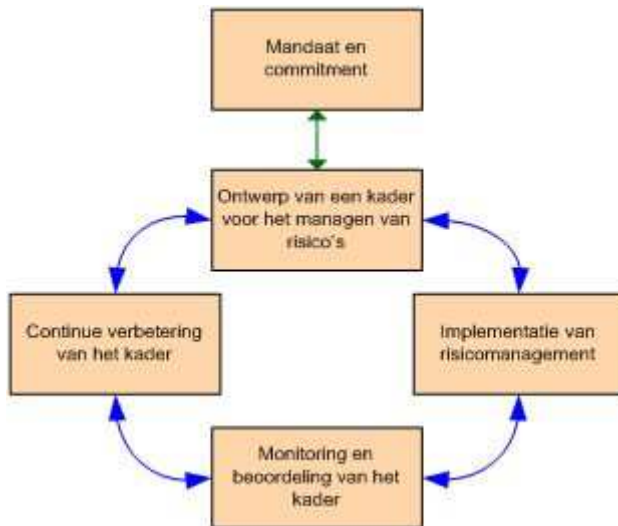 Mandaat en
commitment
Ontwerp van een kader
voor het managen van
risico´s
Continue verbetering
van het kader
Implementatie van
risicomanagement
Monitoring en
beoordeling van het
kader